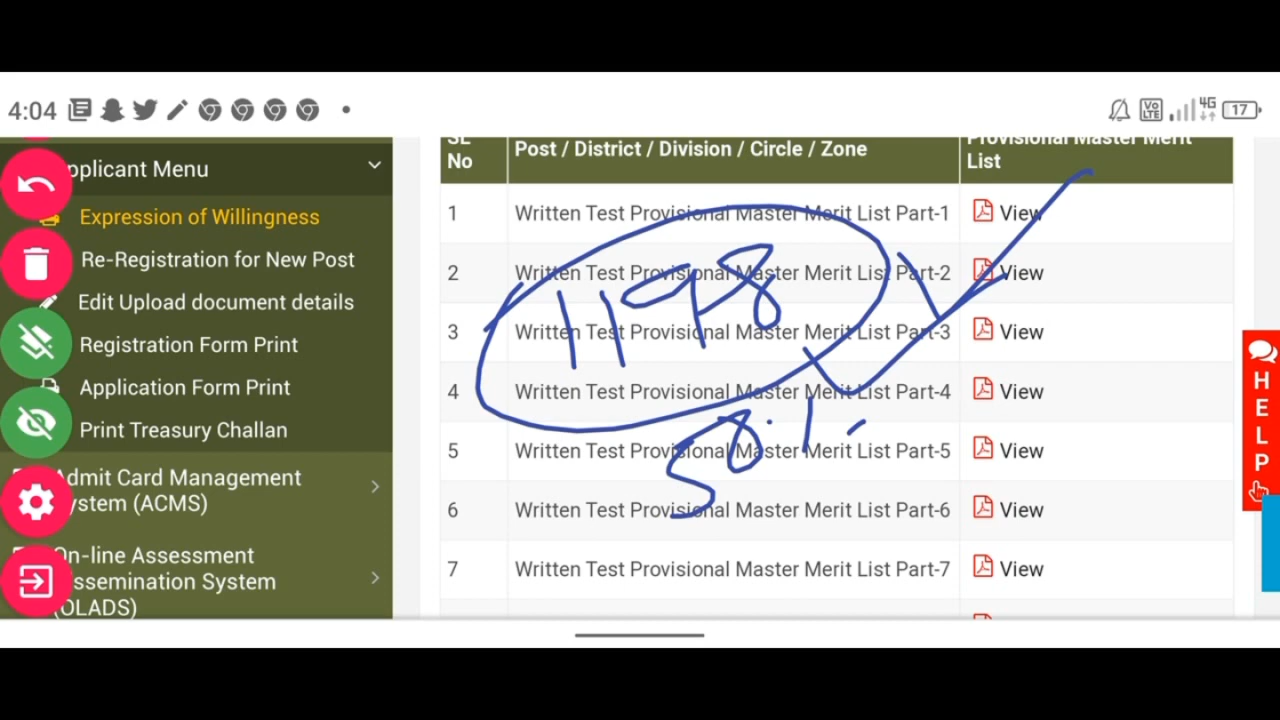 4:04
VO LTE 4G 17
Applicant Menu
Expression of Willingness
Re-Registration for New Post
Edit Upload document details
Registration Form Print
Application Form Print
Print Treasury Challan
Admit Card Management
System (ACMS)
On-line Assessment
Dissemination System
(OLADS)
SL No Post / District / Division / Circle / Zone Provisional Master Merit List
1 Written Test Provisional Master Merit List Part-1 View
2 Written Test Provisional Master Merit List Part-2 View
3 Written Test Provisional Master Merit List Part-3 View
4 Written Test Provisional Master Merit List Part-4 View
5 Written Test Provisional Master Merit List Part-5 View
6 Written Test Provisional Master Merit List Part-6 View
7 Written Test Provisional Master Merit List Part-7 View
1198
58%
HELP